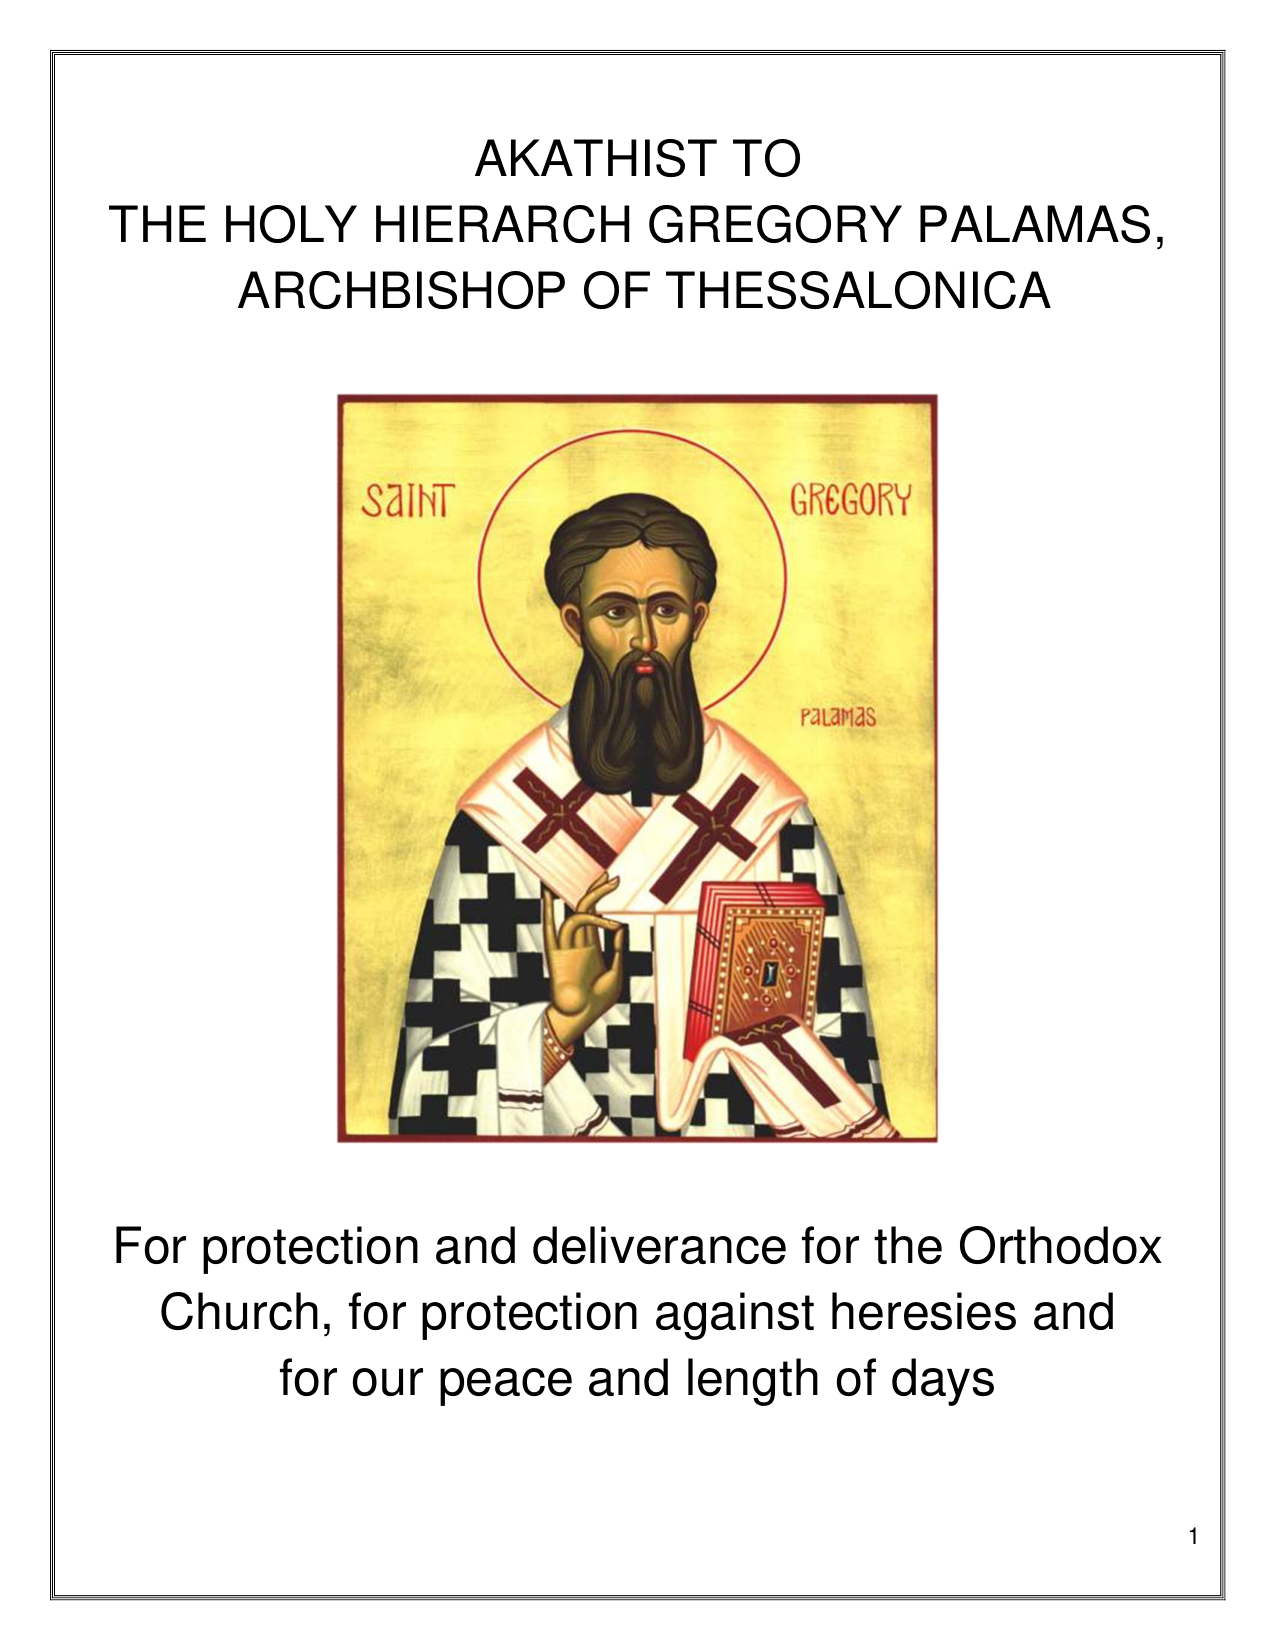 AKATHIST TO
THE HOLY HIERARCH GREGORY PALAMAS,
ARCHBISHOP OF THESSALONICA
SAINT GREGORY
PALAMAS
For protection and deliverance for the Orthodox
Church, for protection against heresies and
for our peace and length of days
1